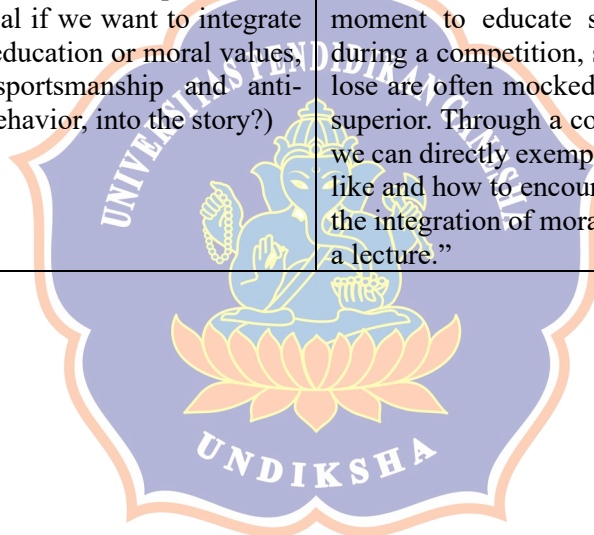 al if we want to integrate
education or moral values,
sportsmanship and anti-
ehavior, into the story?)
moment to educate s
during a competition, s
lose are often mocked
superior. Through a co
we can directly exemp
like and how to encour
the integration of mora
a lecture.”
UNIVERSITAS PENDIDIKAN GANESHA
UNDIKSHA